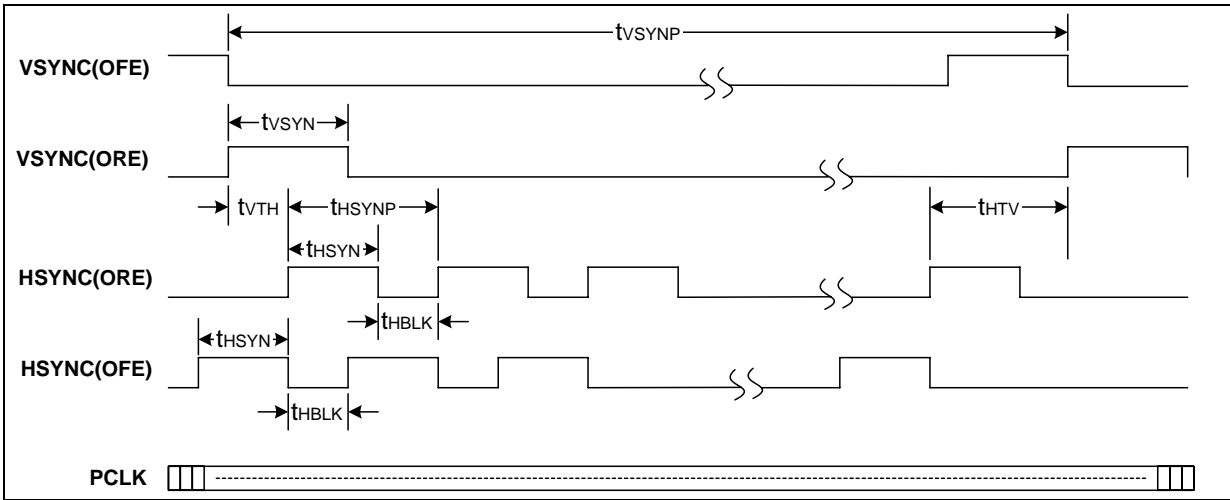 tVSYNP
VSYNC(OFE)
tVSYN
VSYNC(ORE)
tVTH tHSYNP tHTV
tHSYN
HSYNC(ORE)
tHSYN tHBLK
HSYNC(OFE)
tHBLK
PCLK